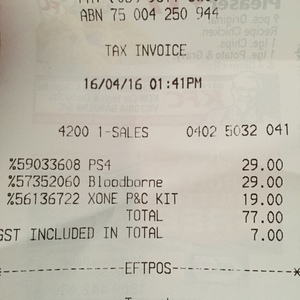 ABN 75 004 250 944
TAX INVOICE
16/04/16 01:41PM
4200 1-SALES 0402 5032 041
%59033608 PS4 29.00
%57352060 Bloodborne 29.00
%56136722 XONE P&C KIT 19.00
TOTAL 77.00
GST INCLUDED IN TOTAL 7.00
EFTPOS